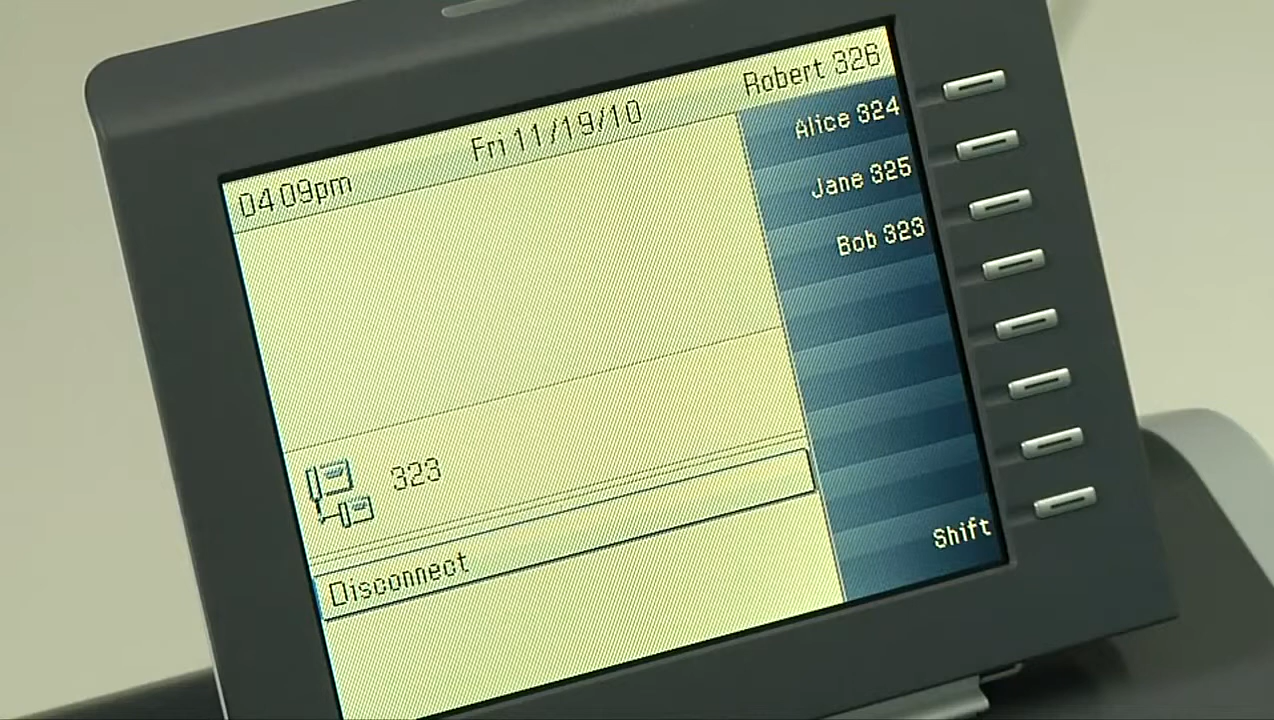 04 09pm Fri 11/19/10 Robert 326
Alice 324
Jane 325
Bob 323
323
Disconnect
Shift